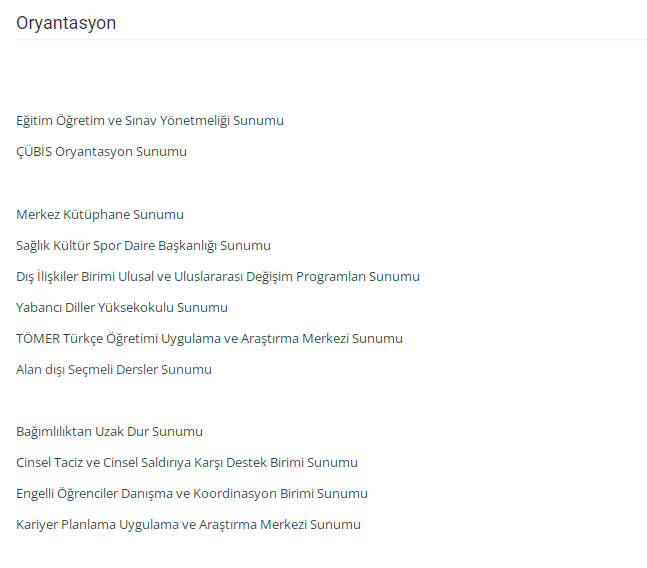 Oryantasyon
Eğitim Öğretim ve Sınav Yönetmeliği Sunumu
ÇÜBİS Oryantasyon Sunumu
Merkez Kütüphane Sunumu
Sağlık Kültür Spor Daire Başkanlığı Sunumu
Dış İlişkiler Birimi Ulusal ve Uluslararası Değişim Programları Sunumu
Yabancı Diller Yüksekokulu Sunumu
TÖMER Türkçe Öğretimi Uygulama ve Araştırma Merkezi Sunumu
Alan dışı Seçmeli Dersler Sunumu
Bağımlılıktan Uzak Dur Sunumu
Cinsel Taciz ve Cinsel Saldırıya Karşı Destek Birimi Sunumu
Engelli Öğrenciler Danışma ve Koordinasyon Birimi Sunumu
Kariyer Planlama Uygulama ve Araştırma Merkezi Sunumu